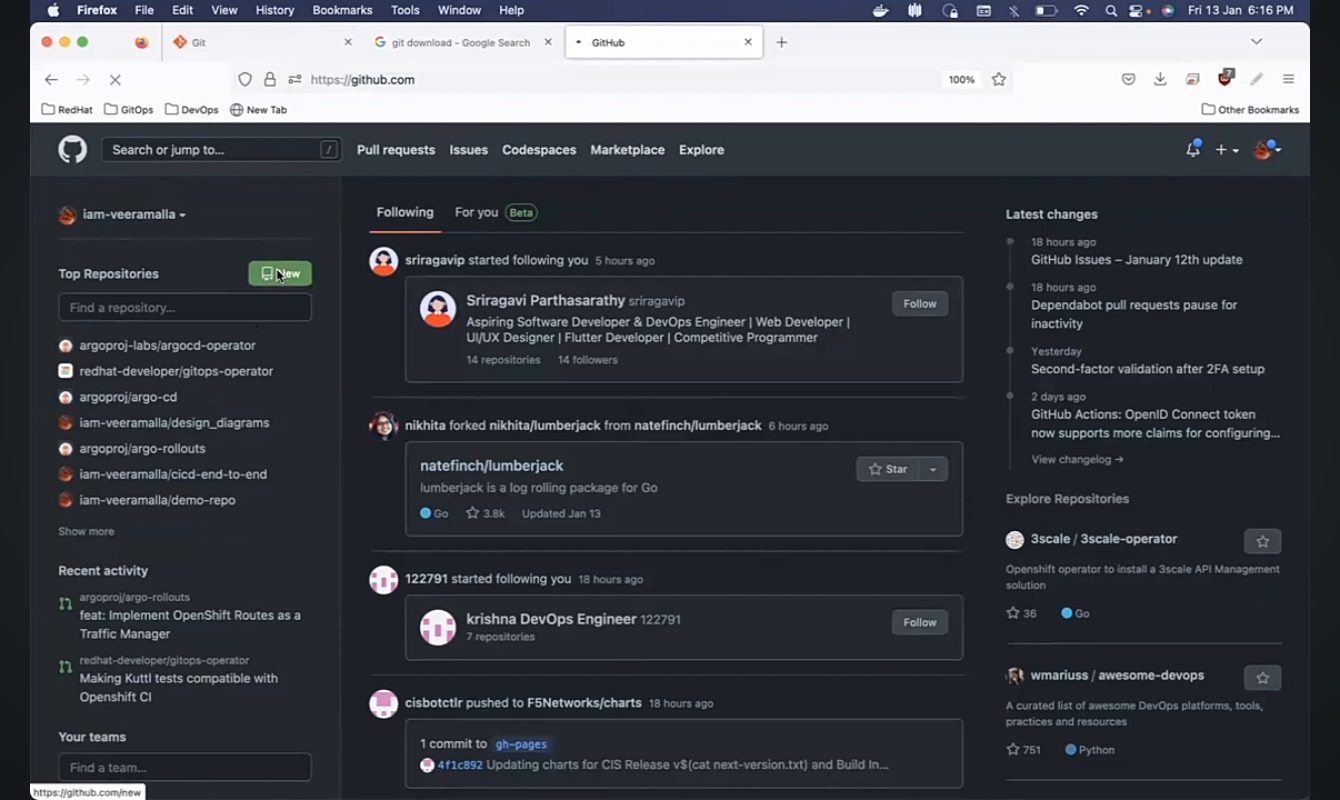 Firefox File Edit View History Bookmarks Tools Window Help Fri 13 Jan 6:16 PM
Git git download - Google Search GitHub
https://github.com 100% 7
RedHat GitOps DevOps New Tab Other Bookmarks
Search or jump to... / Pull requests Issues Codespaces Marketplace Explore
iam-veeramalla
Top Repositories New
Find a repository...
argoproj-labs/argocd-operator
redhat-developer/gitops-operator
argoproj/argo-cd
iam-veeramalla/design_diagrams
argoproj/argo-rollouts
iam-veeramalla/cicd-end-to-end
iam-veeramalla/demo-repo
Show more
Recent activity
argoproj/argo-rollouts
feat: Implement OpenShift Routes as a
Traffic Manager
redhat-developer/gitops-operator
Making Kuttl tests compatible with
Openshift CI
Your teams
Find a team...
https://github.com/new
Following For you Beta
sriragavip started following you 5 hours ago
Sriragavi Parthasarathy sriragavip Follow
Aspiring Software Developer & DevOps Engineer | Web Developer |
UI/UX Designer | Flutter Developer | Competitive Programmer
14 repositories 14 followers
nikhita forked nikhita/lumberjack from natefinch/lumberjack 6 hours ago
natefinch/lumberjack Star
lumberjack is a log rolling package for Go
Go 3.8k Updated Jan 13
122791 started following you 18 hours ago
krishna DevOps Engineer 122791 Follow
7 repositories
cisbotctlr pushed to F5Networks/charts 18 hours ago
1 commit to gh-pages
4f1c892 Updating charts for CIS Release v$(cat next-version.txt) and Build In...
Latest changes
18 hours ago
GitHub Issues – January 12th update
18 hours ago
Dependabot pull requests pause for
inactivity
Yesterday
Second-factor validation after 2FA setup
2 days ago
GitHub Actions: OpenID Connect token
now supports more claims for configuring...
View changelog →
Explore Repositories
3scale / 3scale-operator
Openshift operator to install a 3scale API Management
solution
36 Go
wmariuss / awesome-devops
A curated list of awesome DevOps platforms, tools,
practices and resources
751 Python